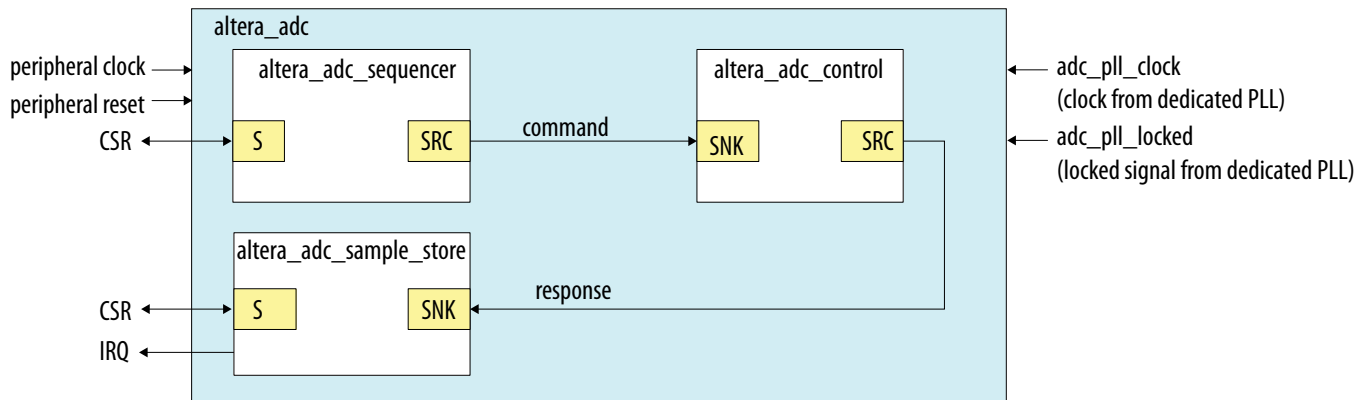 altera_adc
peripheral clock
peripheral reset
altera_adc_sequencer
CSR
S
SRC
command
altera_adc_control
SNK
SRC
adc_pll_clock
(clock from dedicated PLL)
adc_pll_locked
(locked signal from dedicated PLL)
altera_adc_sample_store
CSR
S
SNK
response
IRQ